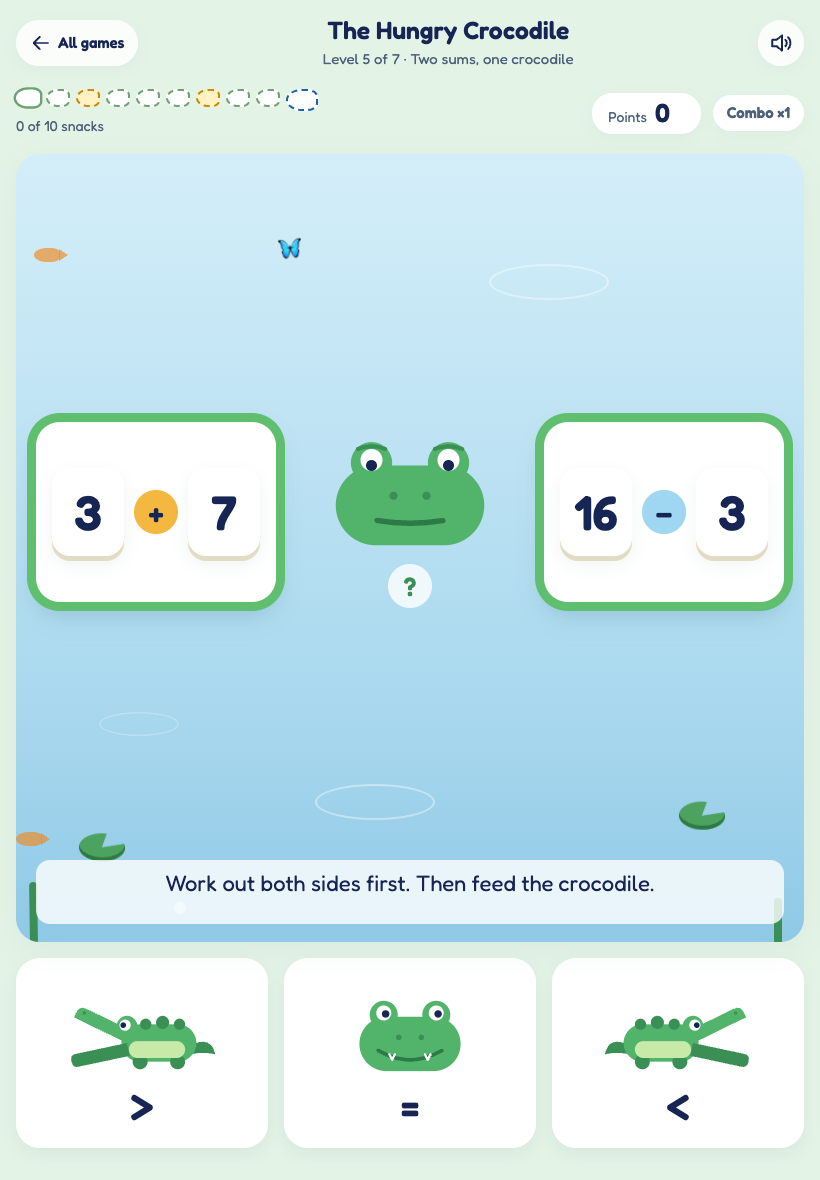 All games
The Hungry Crocodile
Level 5 of 7 · Two sums, one crocodile
0 of 10 snacks
Points 0
Combo ×1
3 + 7
16 − 3
?
Work out both sides first. Then feed the crocodile.
>
=
<